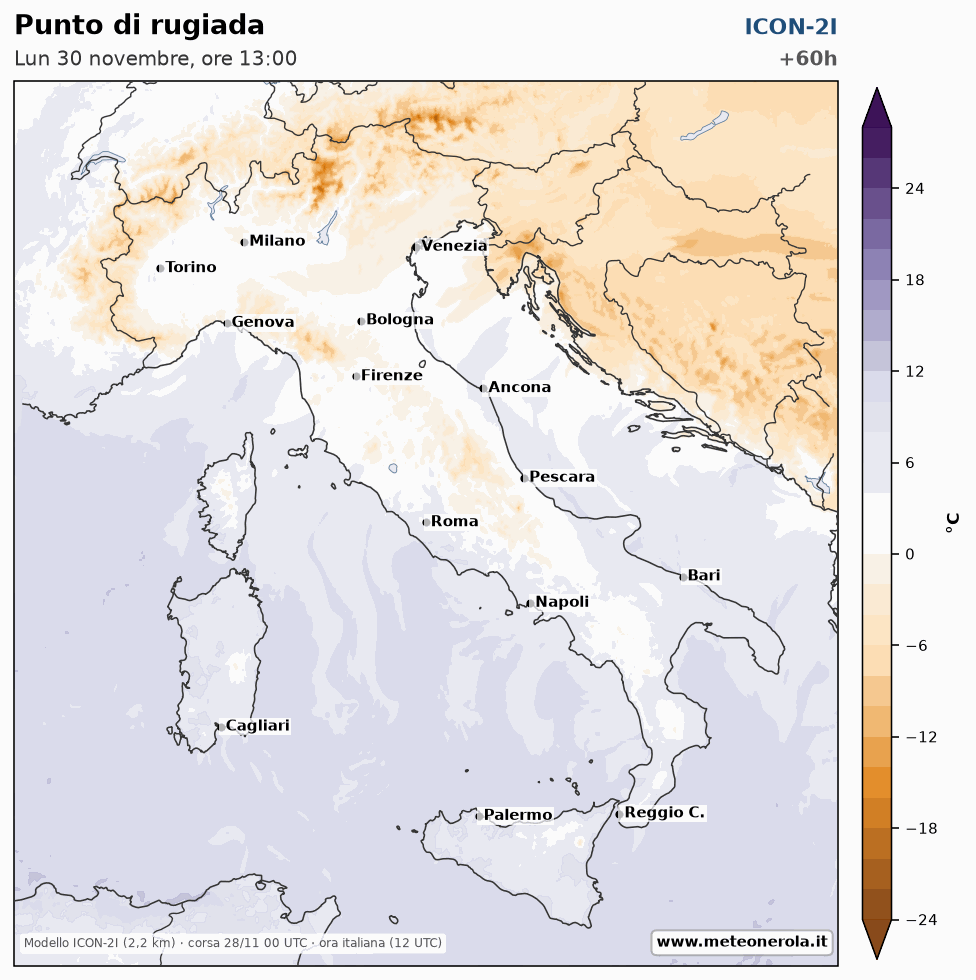 Punto di rugiada
ICON-2I
Lun 30 novembre, ore 13:00
+60h
Milano
Venezia
Torino
Genova
Bologna
Firenze
Ancona
Pescara
Roma
Bari
Napoli
Cagliari
Palermo
Reggio C.
24
18
12
6
0
−6
−12
−18
−24
°C
Modello ICON-2I (2,2 km) · corsa 28/11 00 UTC · ora italiana (12 UTC)
www.meteonerola.it